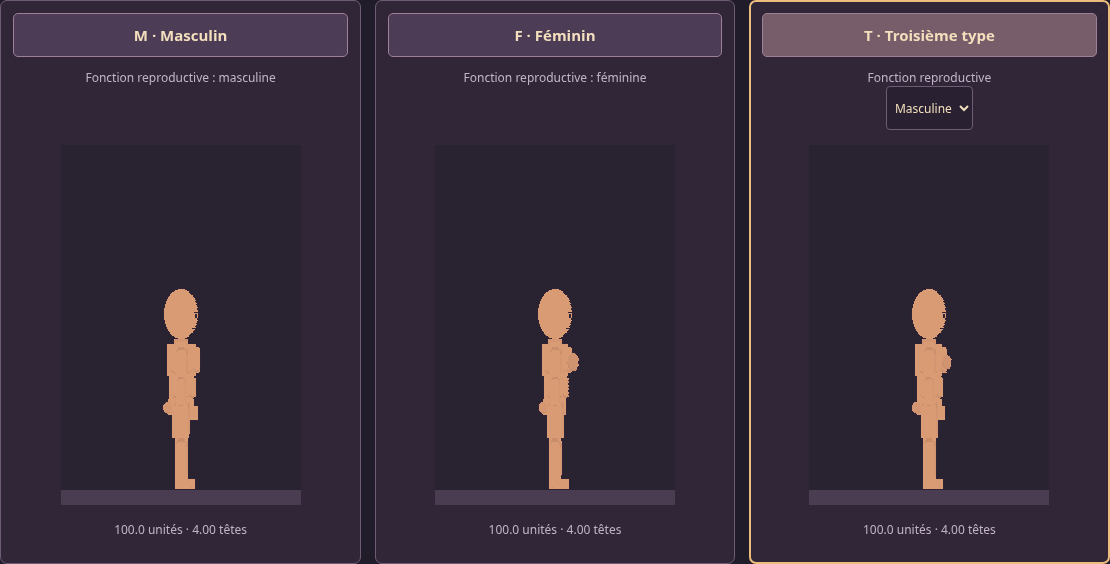 M · Masculin
Fonction reproductive : masculine
100.0 unités · 4.00 têtes
F · Féminin
Fonction reproductive : féminine
100.0 unités · 4.00 têtes
T · Troisième type
Fonction reproductive
Masculine
100.0 unités · 4.00 têtes